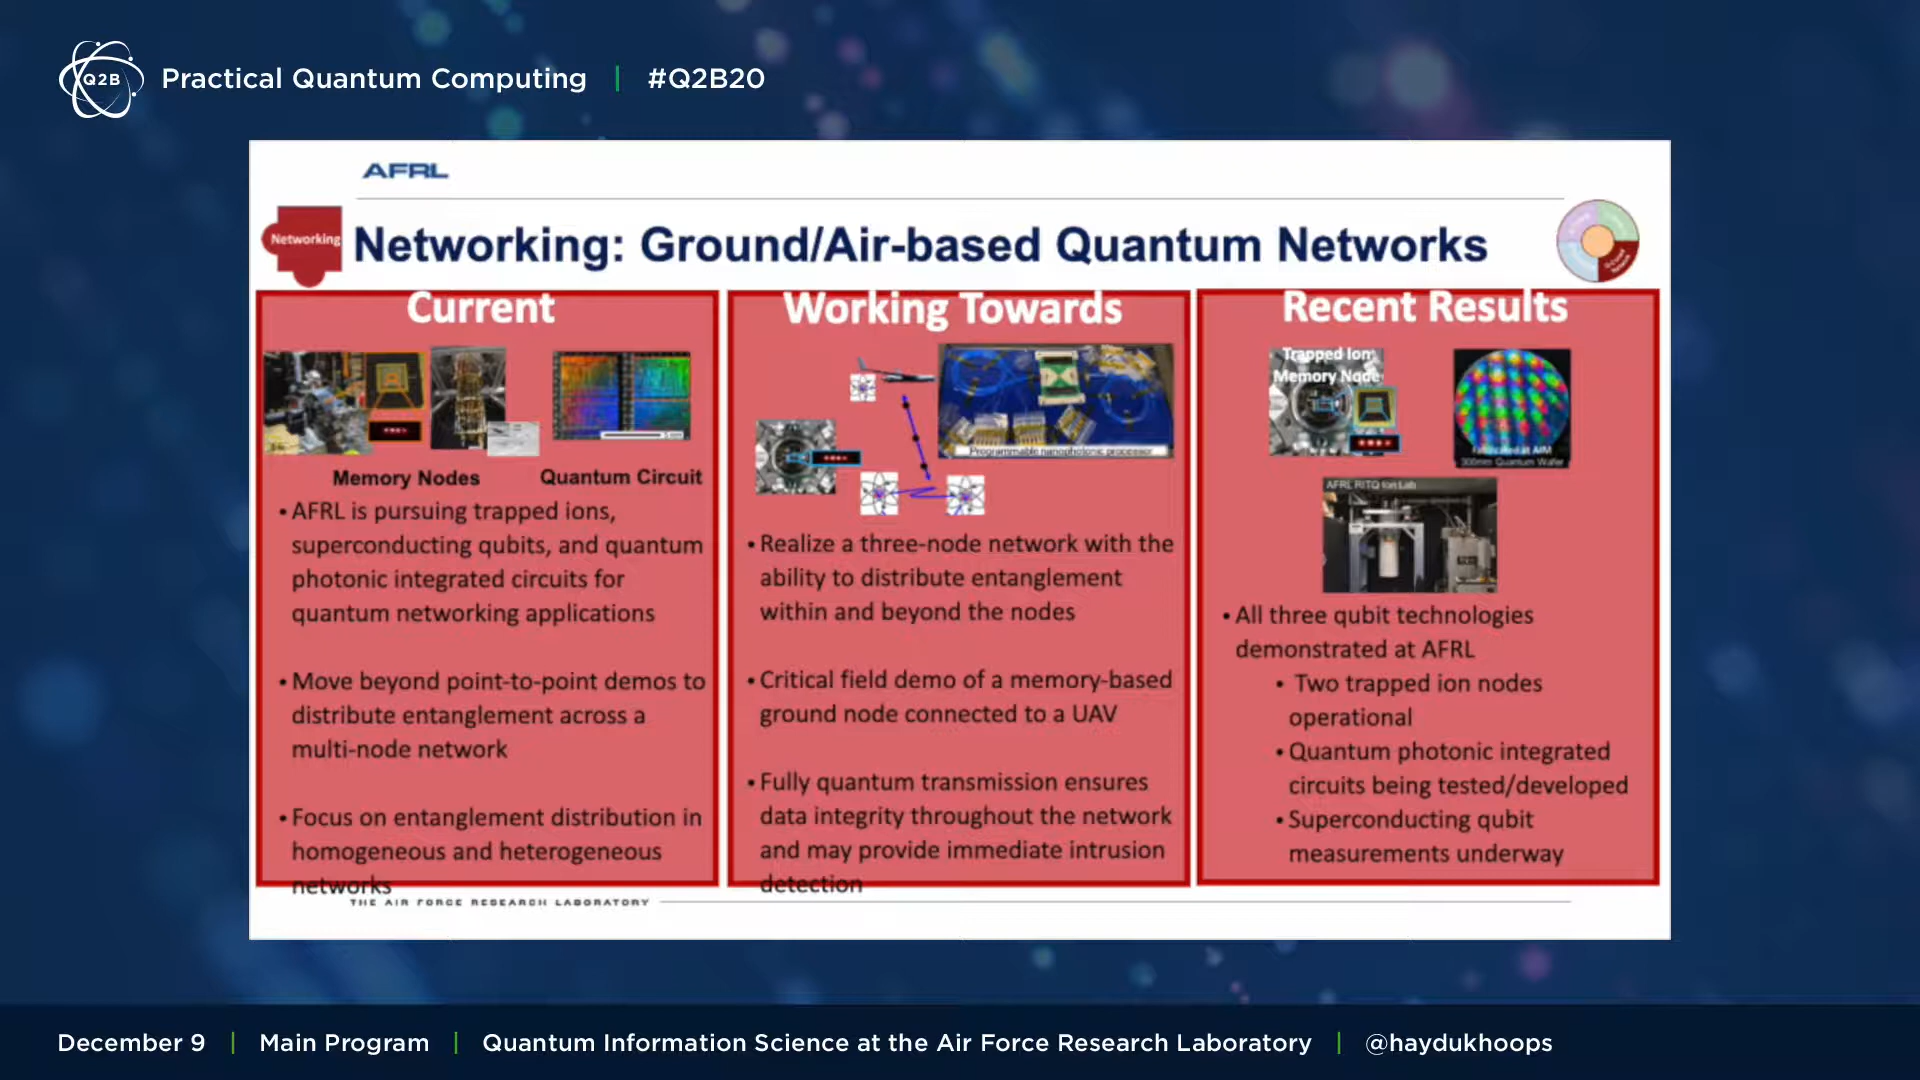 Q2B
Practical Quantum Computing | #Q2B20
AFRL
Networking
Networking: Ground/Air-based Quantum Networks
Current
Memory Nodes
Quantum Circuit
• AFRL is pursuing trapped ions,
superconducting qubits, and quantum
photonic integrated circuits for
quantum networking applications
• Move beyond point-to-point demos to
distribute entanglement across a
multi-node network
• Focus on entanglement distribution in
homogeneous and heterogeneous
networks
Working Towards
Programmable nanophotonic processor
• Realize a three-node network with the
ability to distribute entanglement
within and beyond the nodes
• Critical field demo of a memory-based
ground node connected to a UAV
• Fully quantum transmission ensures
data integrity throughout the network
and may provide immediate intrusion
detection
Recent Results
Trapped Ion
Memory Node
Fabricated at AIM
300mm Quantum Wafer
AFRL RITQ Ion Lab
• All three qubit technologies
demonstrated at AFRL
• Two trapped ion nodes
operational
• Quantum photonic integrated
circuits being tested/developed
• Superconducting qubit
measurements underway
THE AIR FORCE RESEARCH LABORATORY
December 9 | Main Program | Quantum Information Science at the Air Force Research Laboratory | @haydukhoops